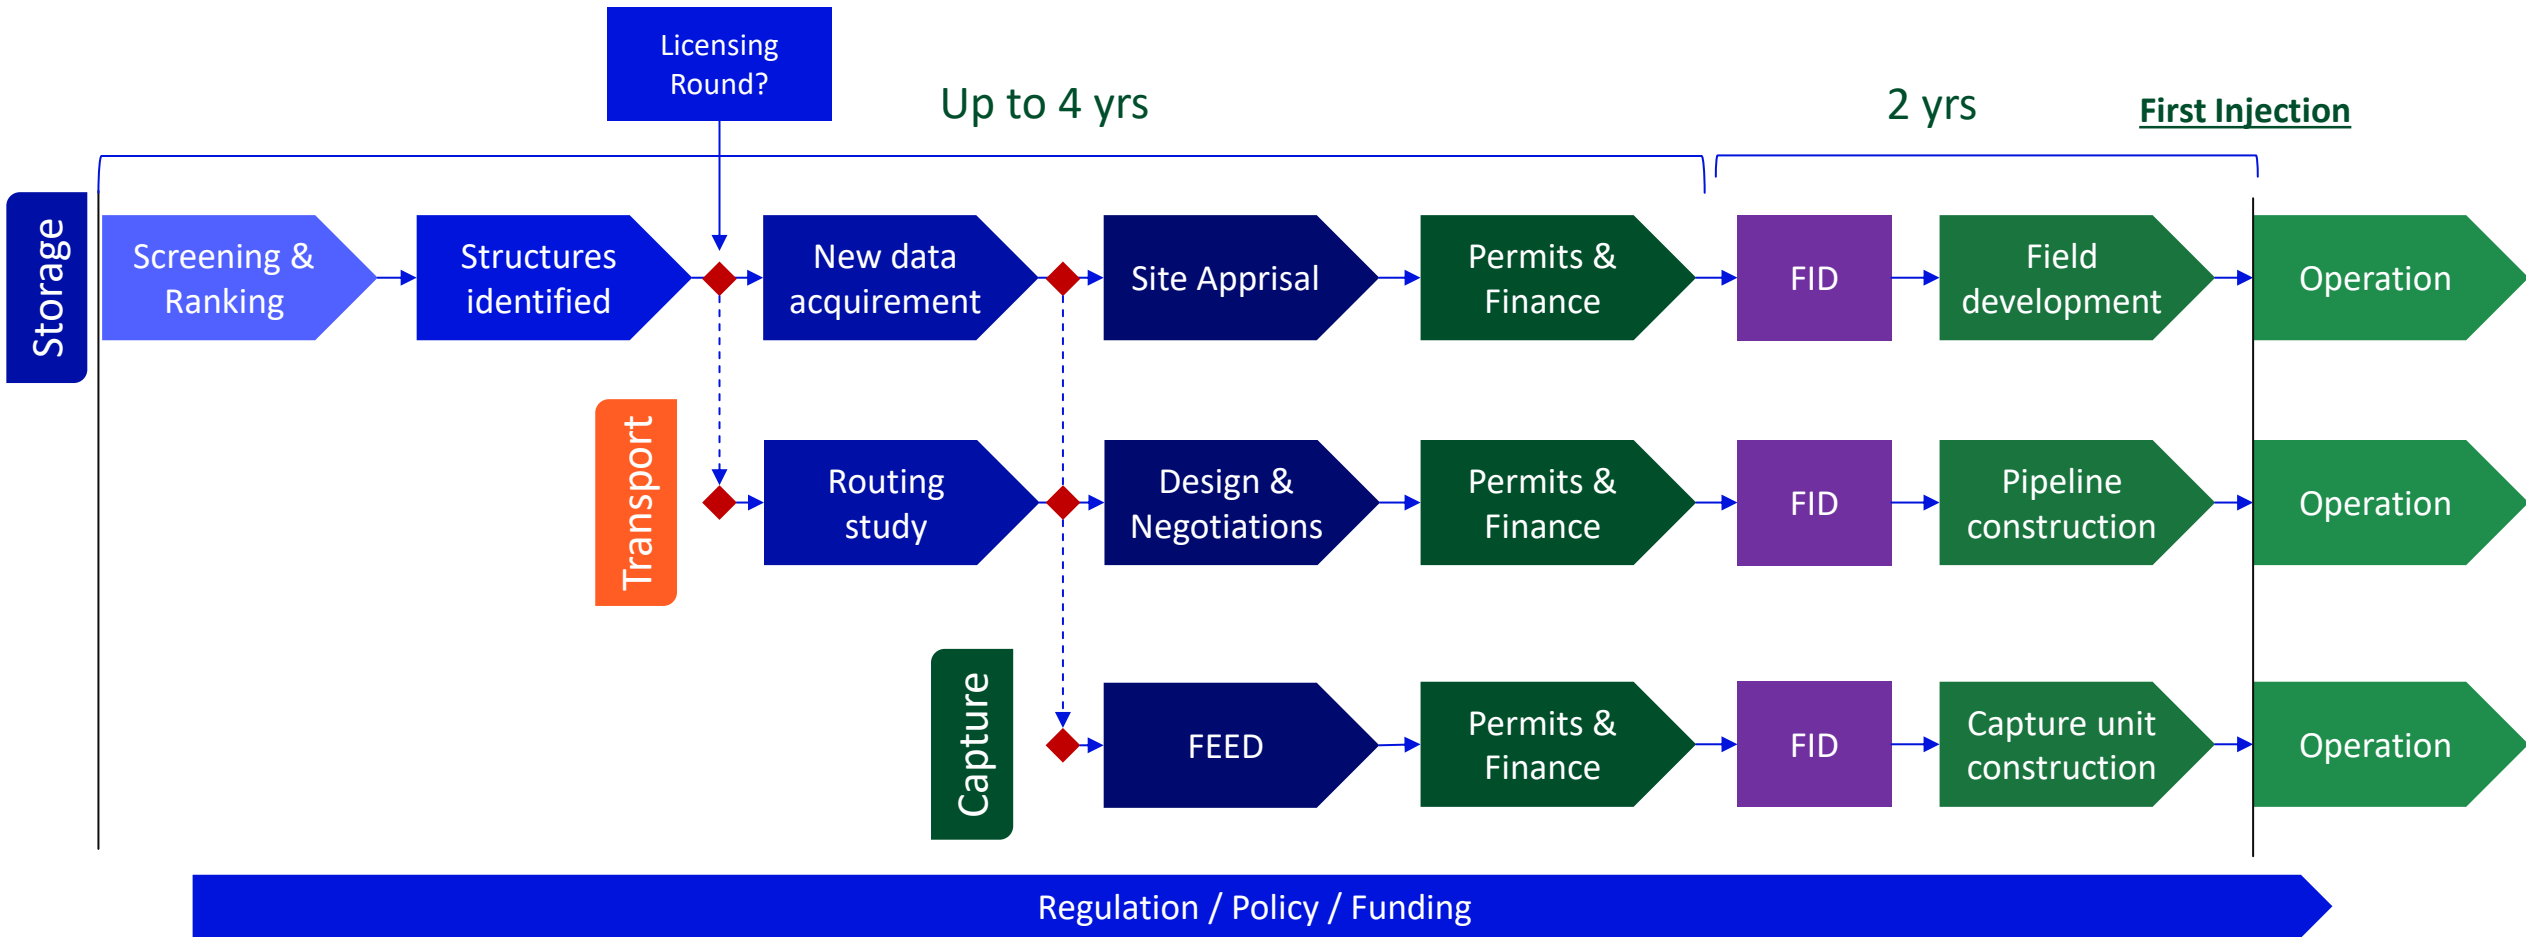 Licensing
Round?
Up to 4 yrs
2 yrs
First Injection
Storage
Screening &
Ranking
Structures
identified
New data
acquirement
Site Apprisal
Permits &
Finance
FID
Field
development
Operation
Transport
Routing
study
Design &
Negotiations
Permits &
Finance
FID
Pipeline
construction
Operation
Capture
FEED
Permits &
Finance
FID
Capture unit
construction
Operation
Regulation / Policy / Funding